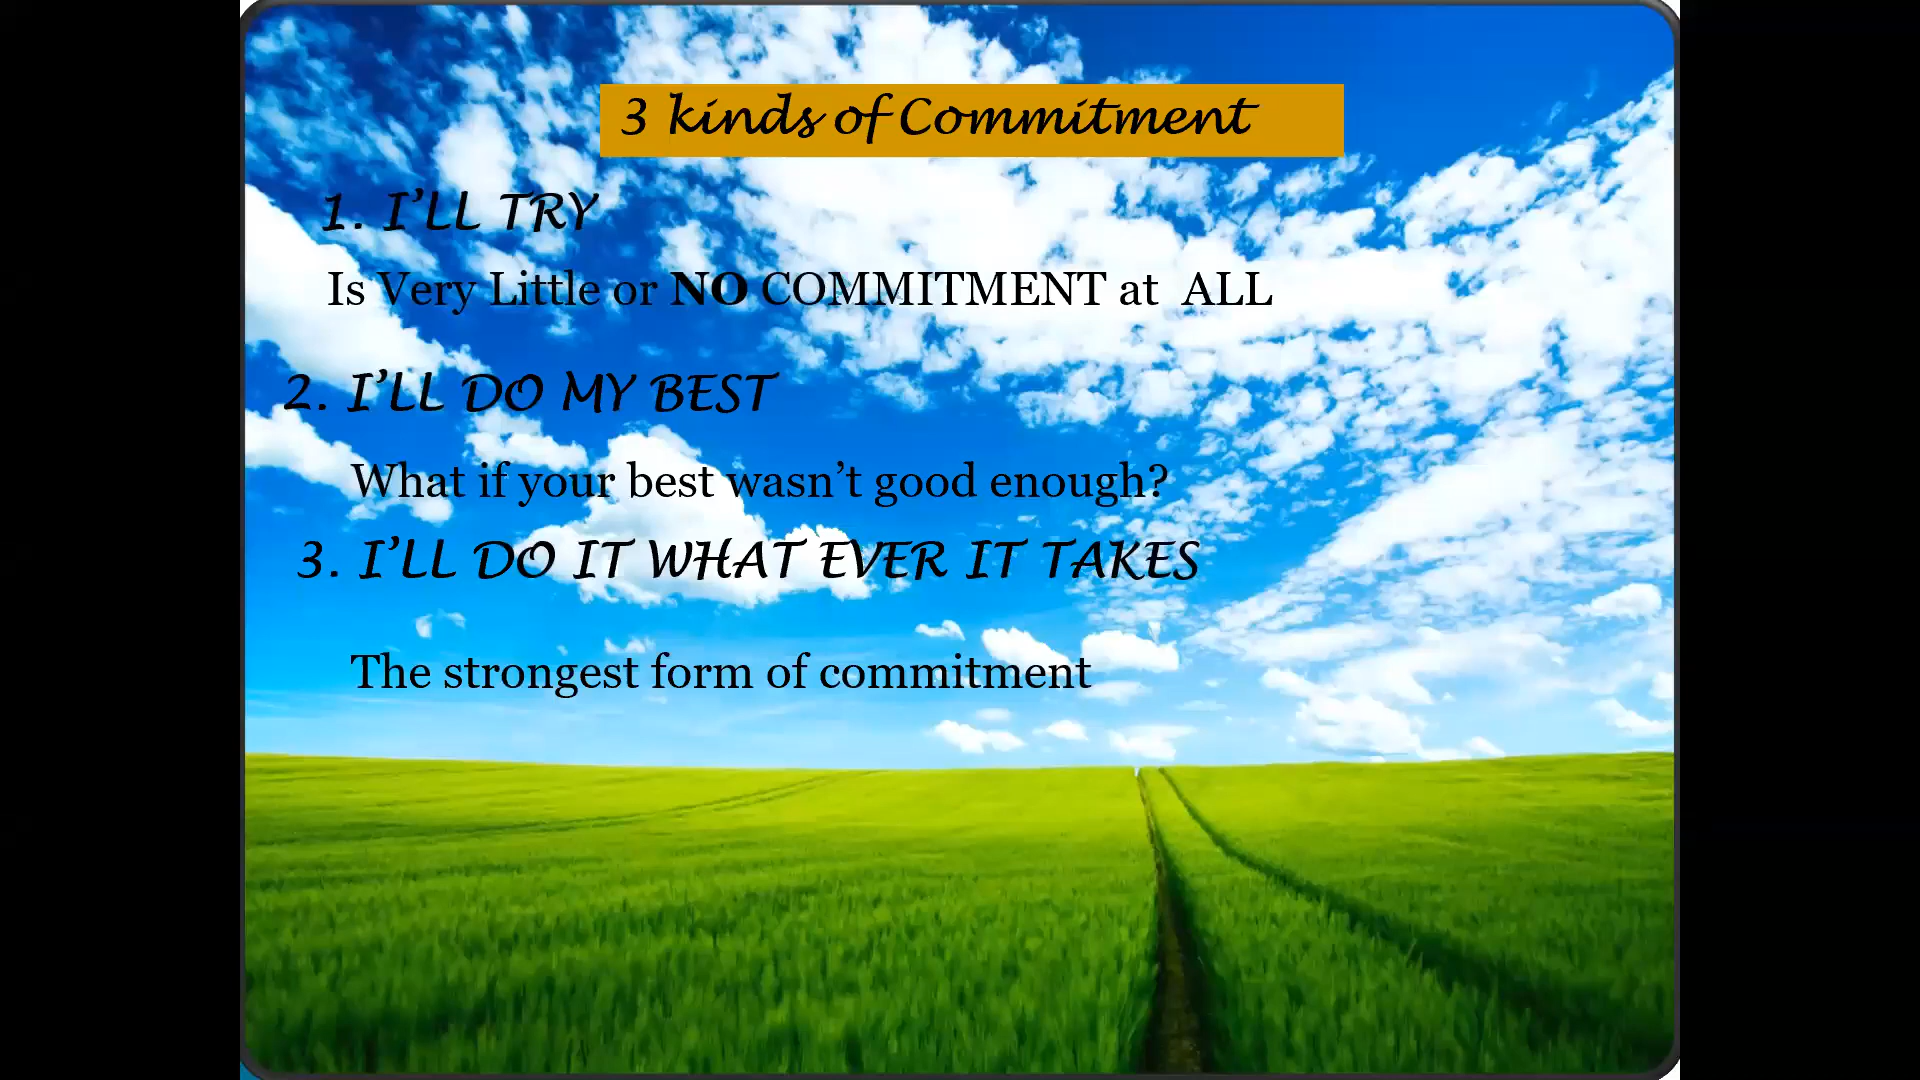 3 kinds of Commitment
1. I’LL TRY
Is Very Little or NO COMMITMENT at ALL
2. I’LL DO MY BEST
What if your best wasn’t good enough?
3. I’LL DO IT WHAT EVER IT TAKES
The strongest form of commitment